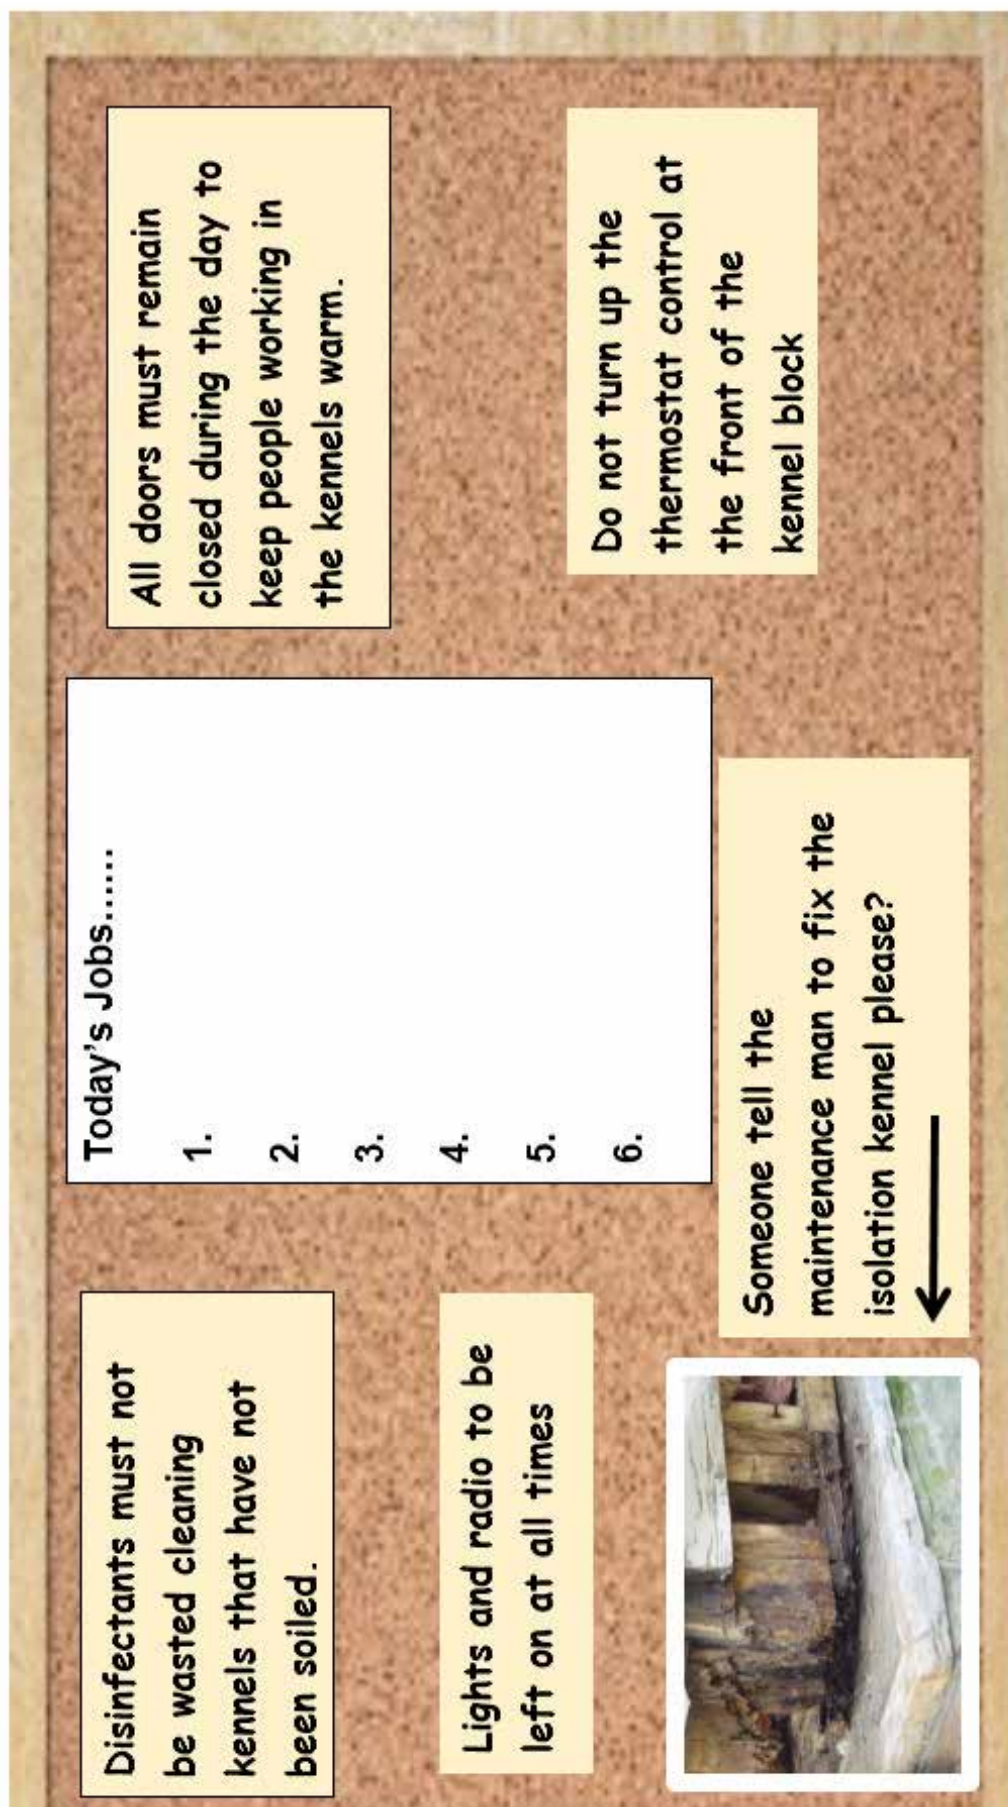 Disinfectants must not
be wasted cleaning
kennels that have not
been soiled.
Lights and radio to be
left on at all times
Today's Jobs......
1.
2.
3.
4.
5.
6.
Someone tell the
maintenance man to fix the
isolation kennel please?
All doors must remain
closed during the day to
keep people working in
the kennels warm.
Do not turn up the
thermostat control at
the front of the
kennel block